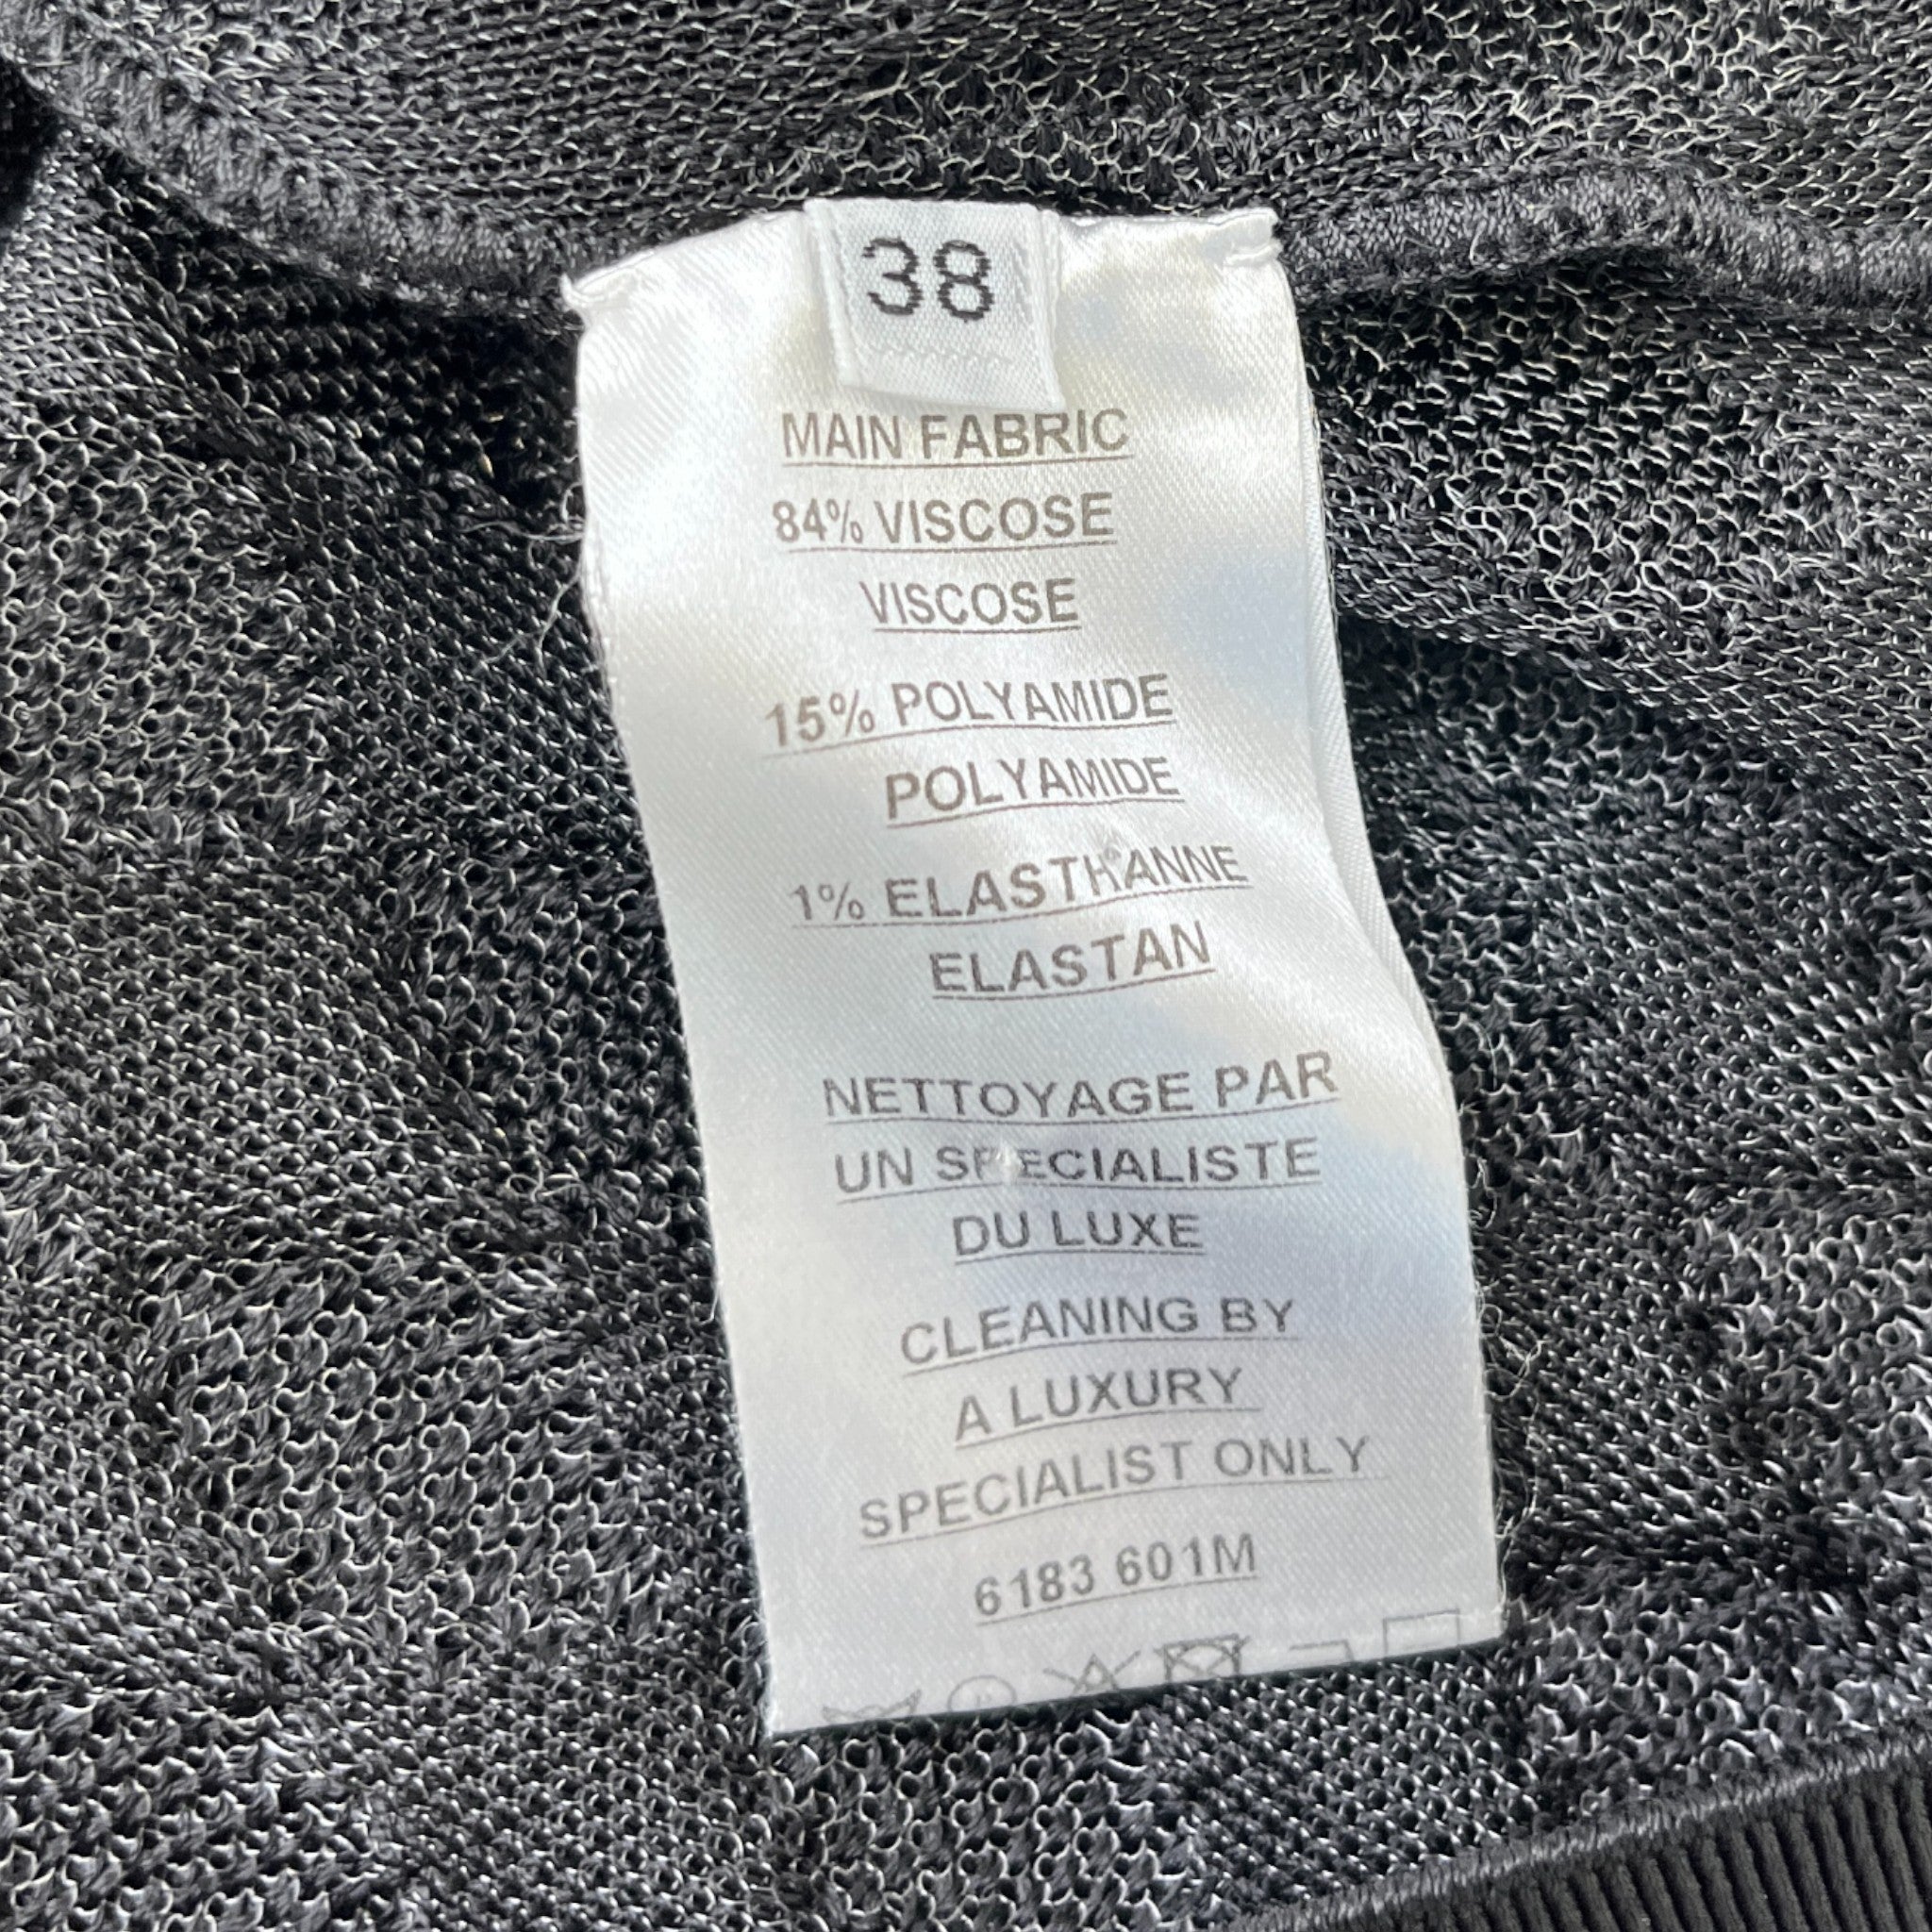 38
MAIN FABRIC
84% VISCOSE
VISCOSE
15% POLYAMIDE
POLYAMIDE
1% ELASTHANNE
ELASTAN
NETTOYAGE PAR
UN SPECIALISTE
DU LUXE
CLEANING BY
A LUXURY
SPECIALIST ONLY
6183 601M